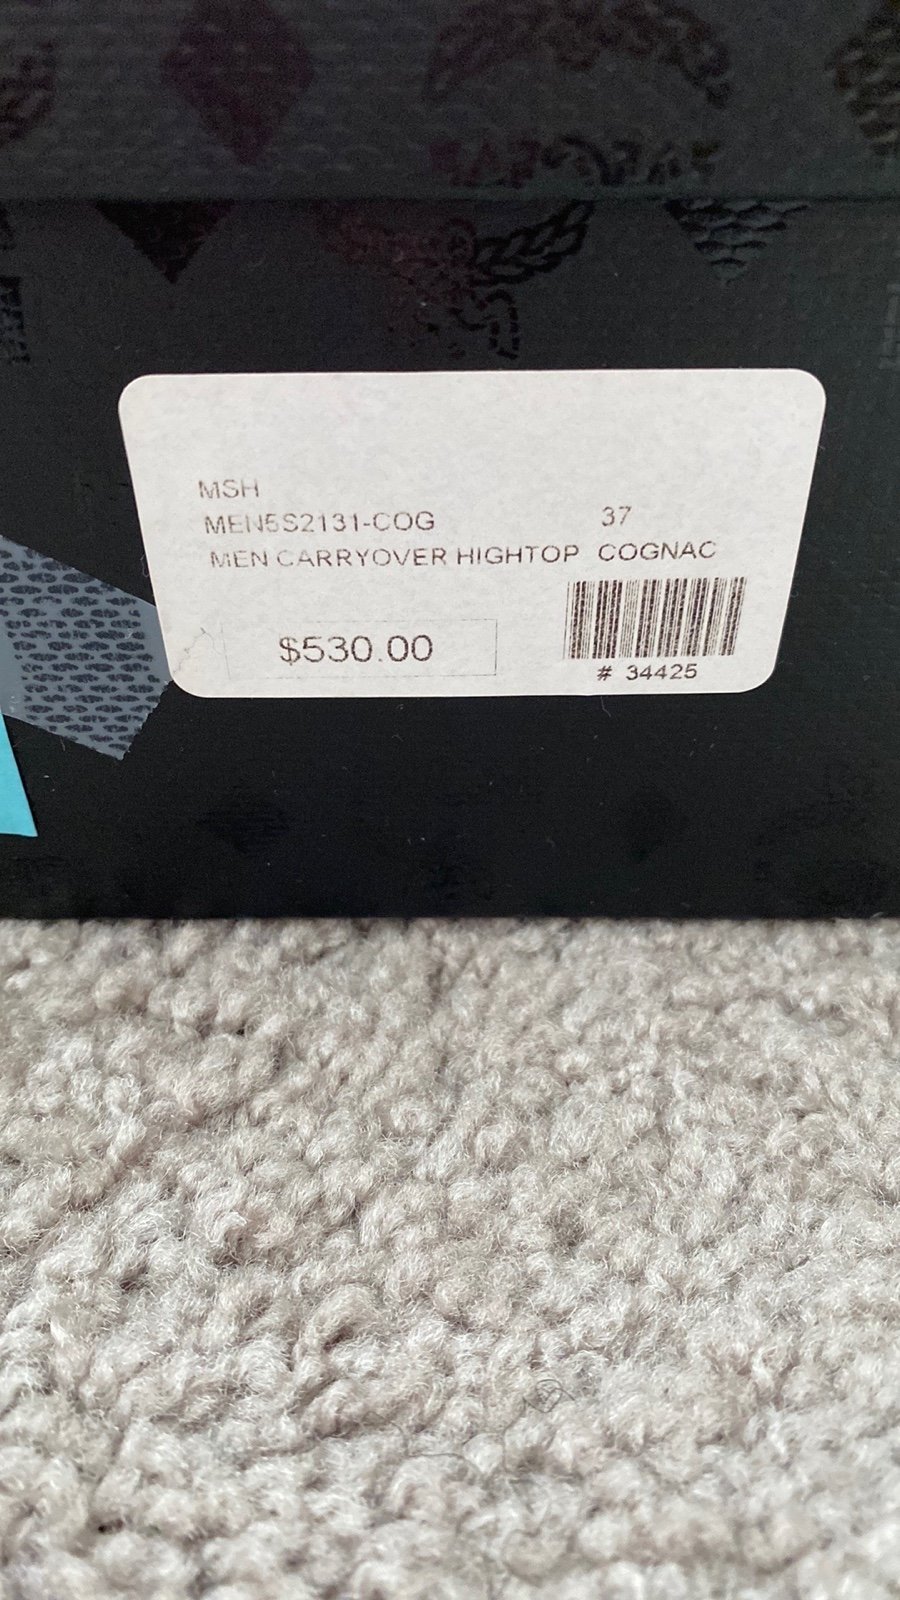 MSH
MEN5S2131-COG 37
MEN CARRYOVER HIGHTOP COGNAC
$530.00
# 34425